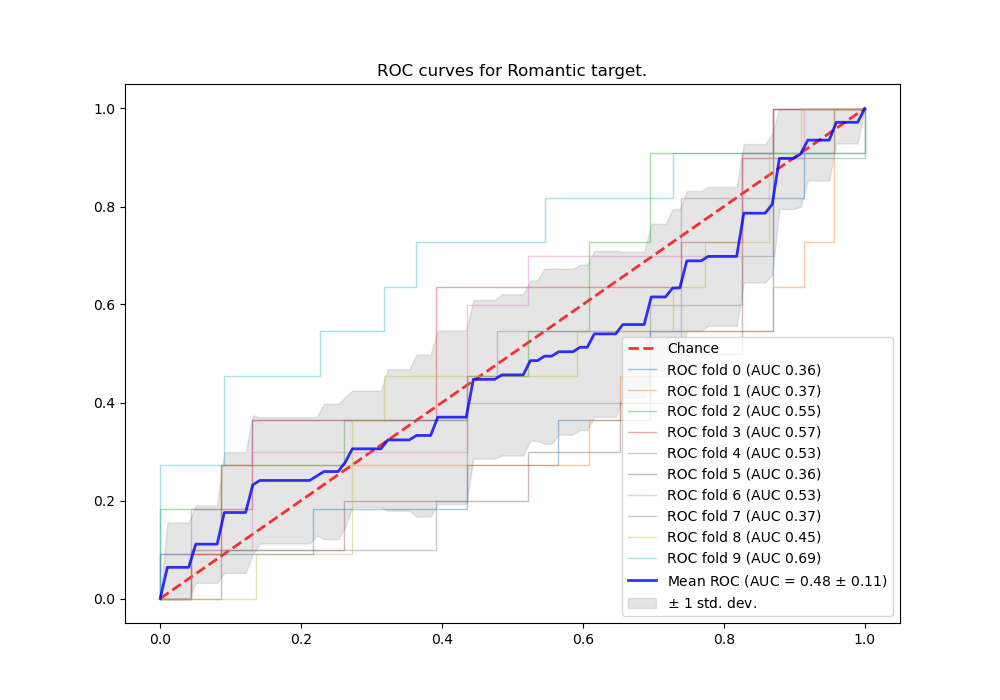 ROC curves for Romantic target.
1.0
0.8
0.6
0.4
0.2
0.0
Chance
ROC fold 0 (AUC 0.36)
ROC fold 1 (AUC 0.37)
ROC fold 2 (AUC 0.55)
ROC fold 3 (AUC 0.57)
ROC fold 4 (AUC 0.53)
ROC fold 5 (AUC 0.36)
ROC fold 6 (AUC 0.53)
ROC fold 7 (AUC 0.37)
ROC fold 8 (AUC 0.45)
ROC fold 9 (AUC 0.69)
Mean ROC (AUC = 0.48 ± 0.11)
± 1 std. dev.
0.0 0.2 0.4 0.6 0.8 1.0